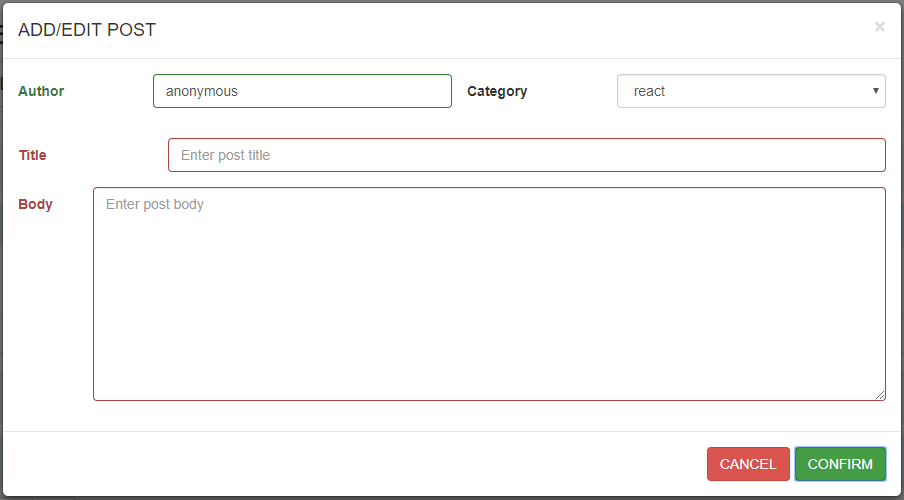 ADD/EDIT POST ×
Author anonymous Category react
Title Enter post title
Body Enter post body
CANCEL CONFIRM